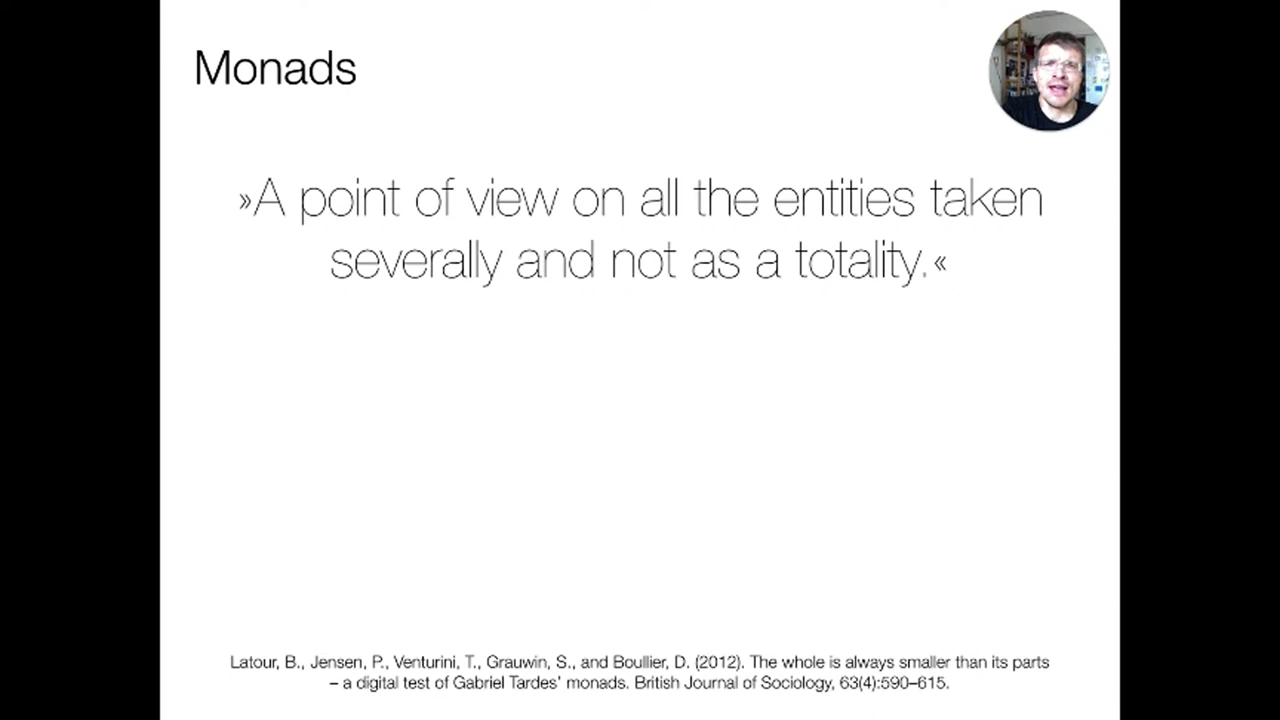 Monads
»A point of view on all the entities taken
severally and not as a totality.«
Latour, B., Jensen, P., Venturini, T., Grauwin, S., and Boullier, D. (2012). The whole is always smaller than its parts
– a digital test of Gabriel Tardes’ monads. British Journal of Sociology, 63(4):590–615.